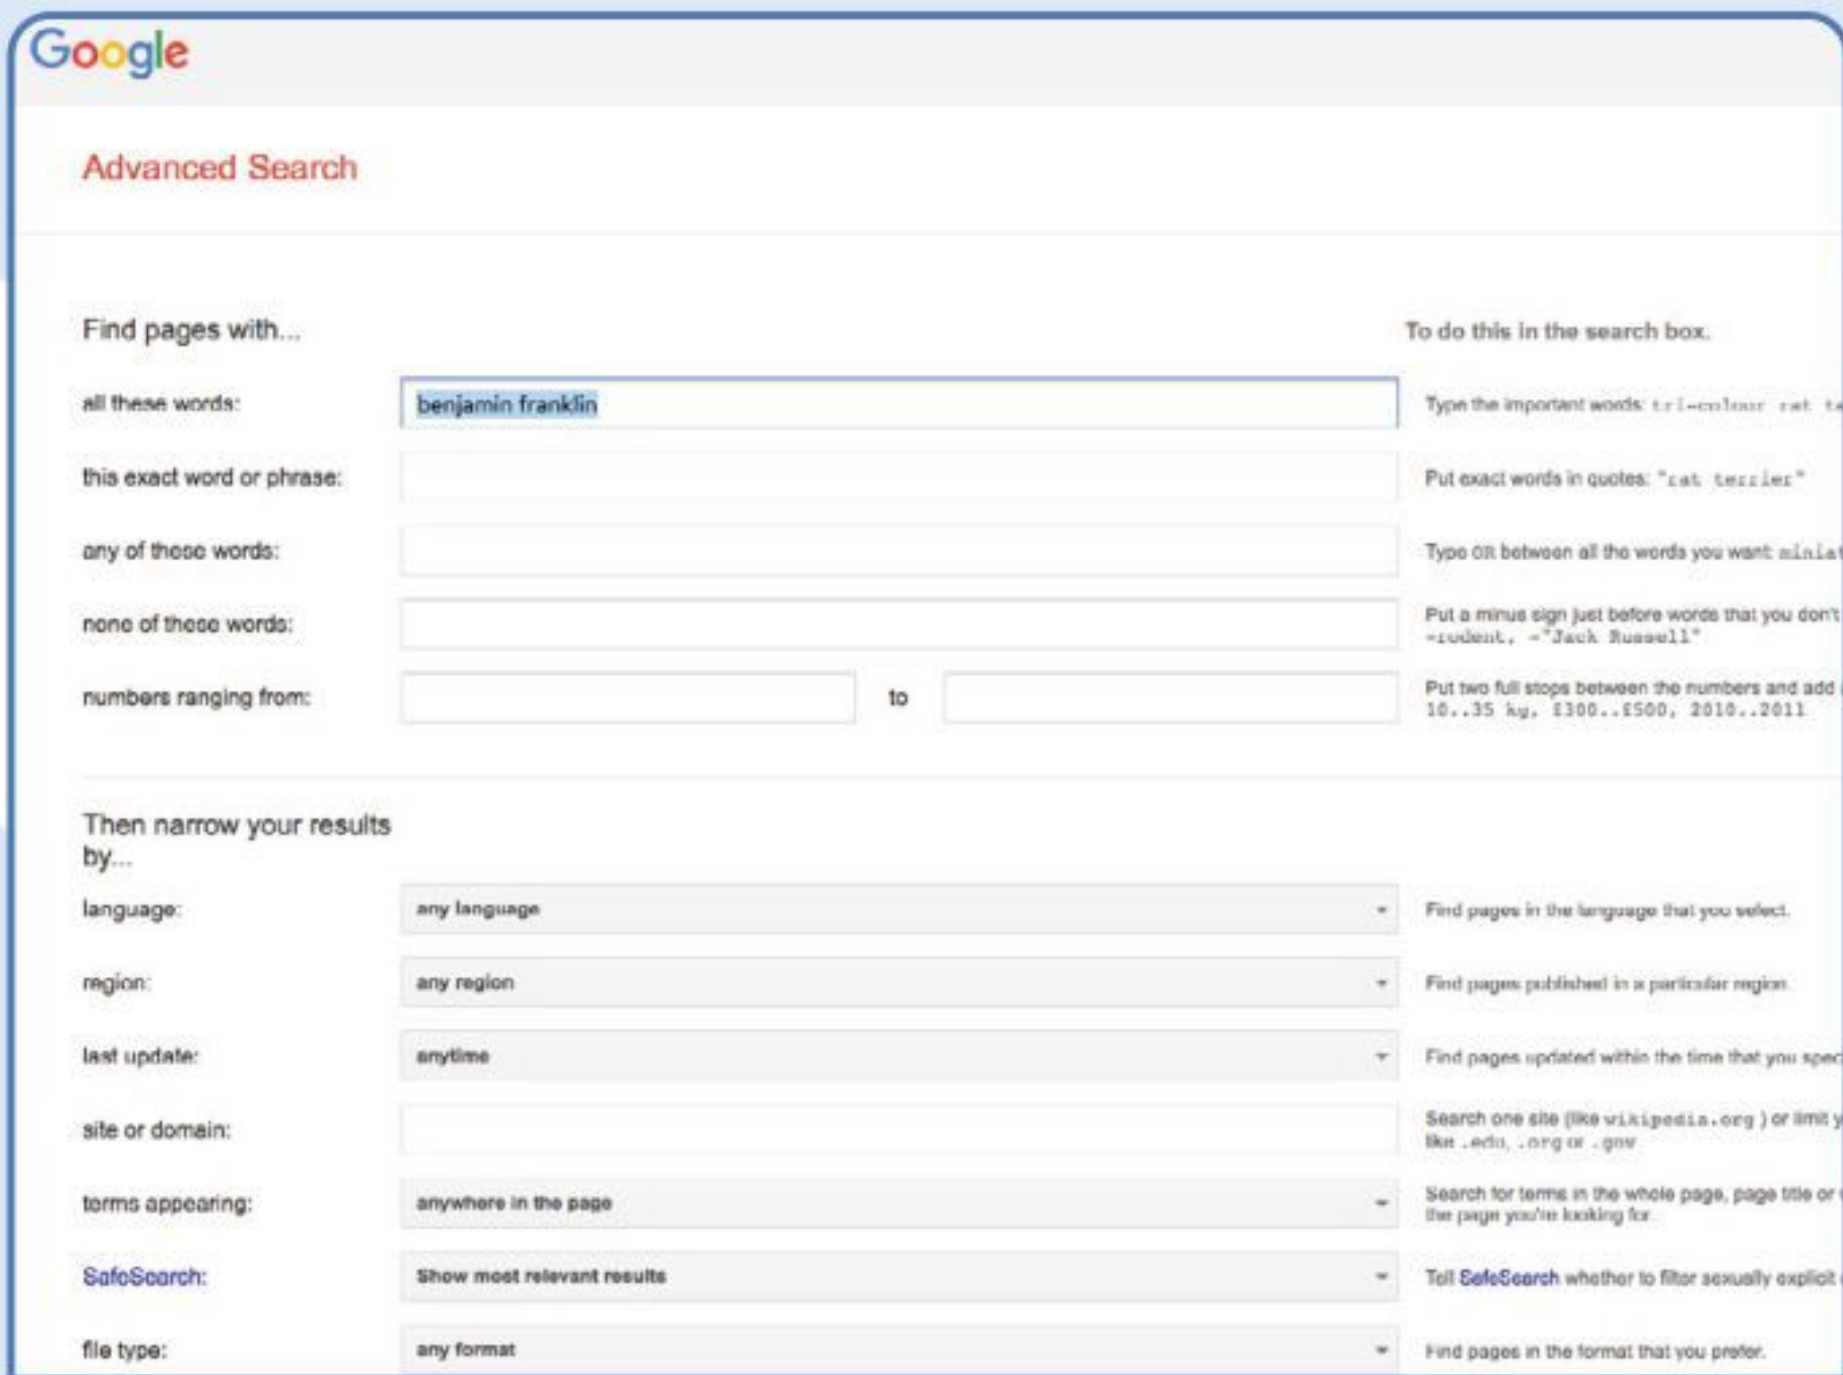 Google
Advanced Search
Find pages with...
To do this in the search box.
all these words:
benjamin franklin
Type the important words: tri-colour rat te
this exact word or phrase:
Put exact words in quotes: "rat terrier"
any of these words:
Type OR between all the words you want: miniat
none of these words:
Put a minus sign just before words that you don't
-rodent, -"Jack Russell"
numbers ranging from:
to
Put two full stops between the numbers and add
10..35 kg, £300..£500, 2010..2011
Then narrow your results
by...
language:
any language
Find pages in the language that you select.
region:
any region
Find pages published in a particular region.
last update:
anytime
Find pages updated within the time that you spec
site or domain:
Search one site (like wikipedia.org ) or limit y
like .edu, .org or .gov
terms appearing:
anywhere in the page
Search for terms in the whole page, page title or
the page you're looking for.
SafeSearch:
Show most relevant results
Tell SafeSearch whether to filter sexually explicit
file type:
any format
Find pages in the format that you prefer.